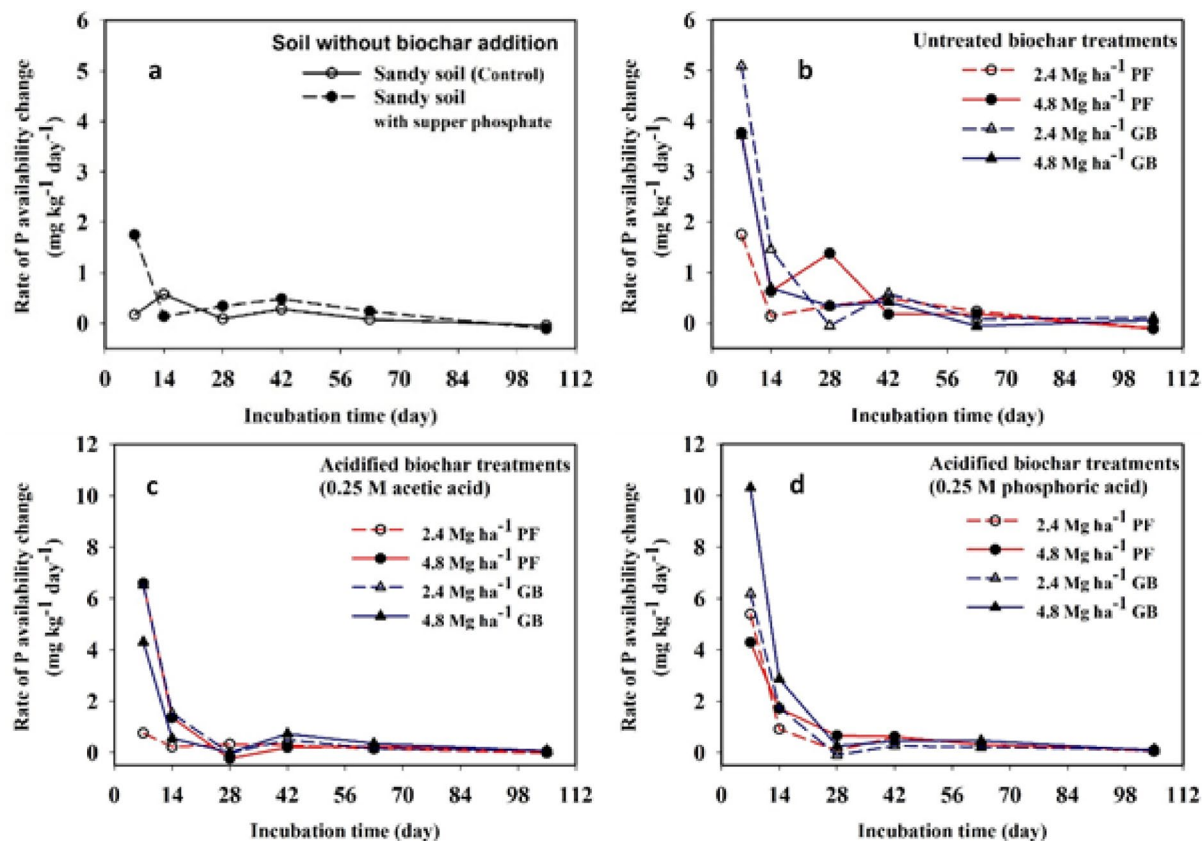 Rate of P availability change
(mg kg⁻¹ day⁻¹)
6
5
4
3
2
1
0
a
Soil without biochar addition
Sandy soil (Control)
Sandy soil
with supper phosphate
0 14 28 42 56 70 84 98 112
Incubation time (day)
Rate of P availability change
(mg kg⁻¹ day⁻¹)
6
5
4
3
2
1
0
b
Untreated biochar treatments
2.4 Mg ha⁻¹ PF
4.8 Mg ha⁻¹ PF
2.4 Mg ha⁻¹ GB
4.8 Mg ha⁻¹ GB
0 14 28 42 56 70 84 98 112
Incubation time (day)
Rate of P availability change
(mg kg⁻¹ day⁻¹)
12
10
8
6
4
2
0
c
Acidified biochar treatments
(0.25 M acetic acid)
2.4 Mg ha⁻¹ PF
4.8 Mg ha⁻¹ PF
2.4 Mg ha⁻¹ GB
4.8 Mg ha⁻¹ GB
0 14 28 42 56 70 84 98 112
Incubation time (day)
Rate of P availability change
(mg kg⁻¹ day⁻¹)
12
10
8
6
4
2
0
d
Acidified biochar treatments
(0.25 M phosphoric acid)
2.4 Mg ha⁻¹ PF
4.8 Mg ha⁻¹ PF
2.4 Mg ha⁻¹ GB
4.8 Mg ha⁻¹ GB
0 14 28 42 56 70 84 98 112
Incubation time (day)